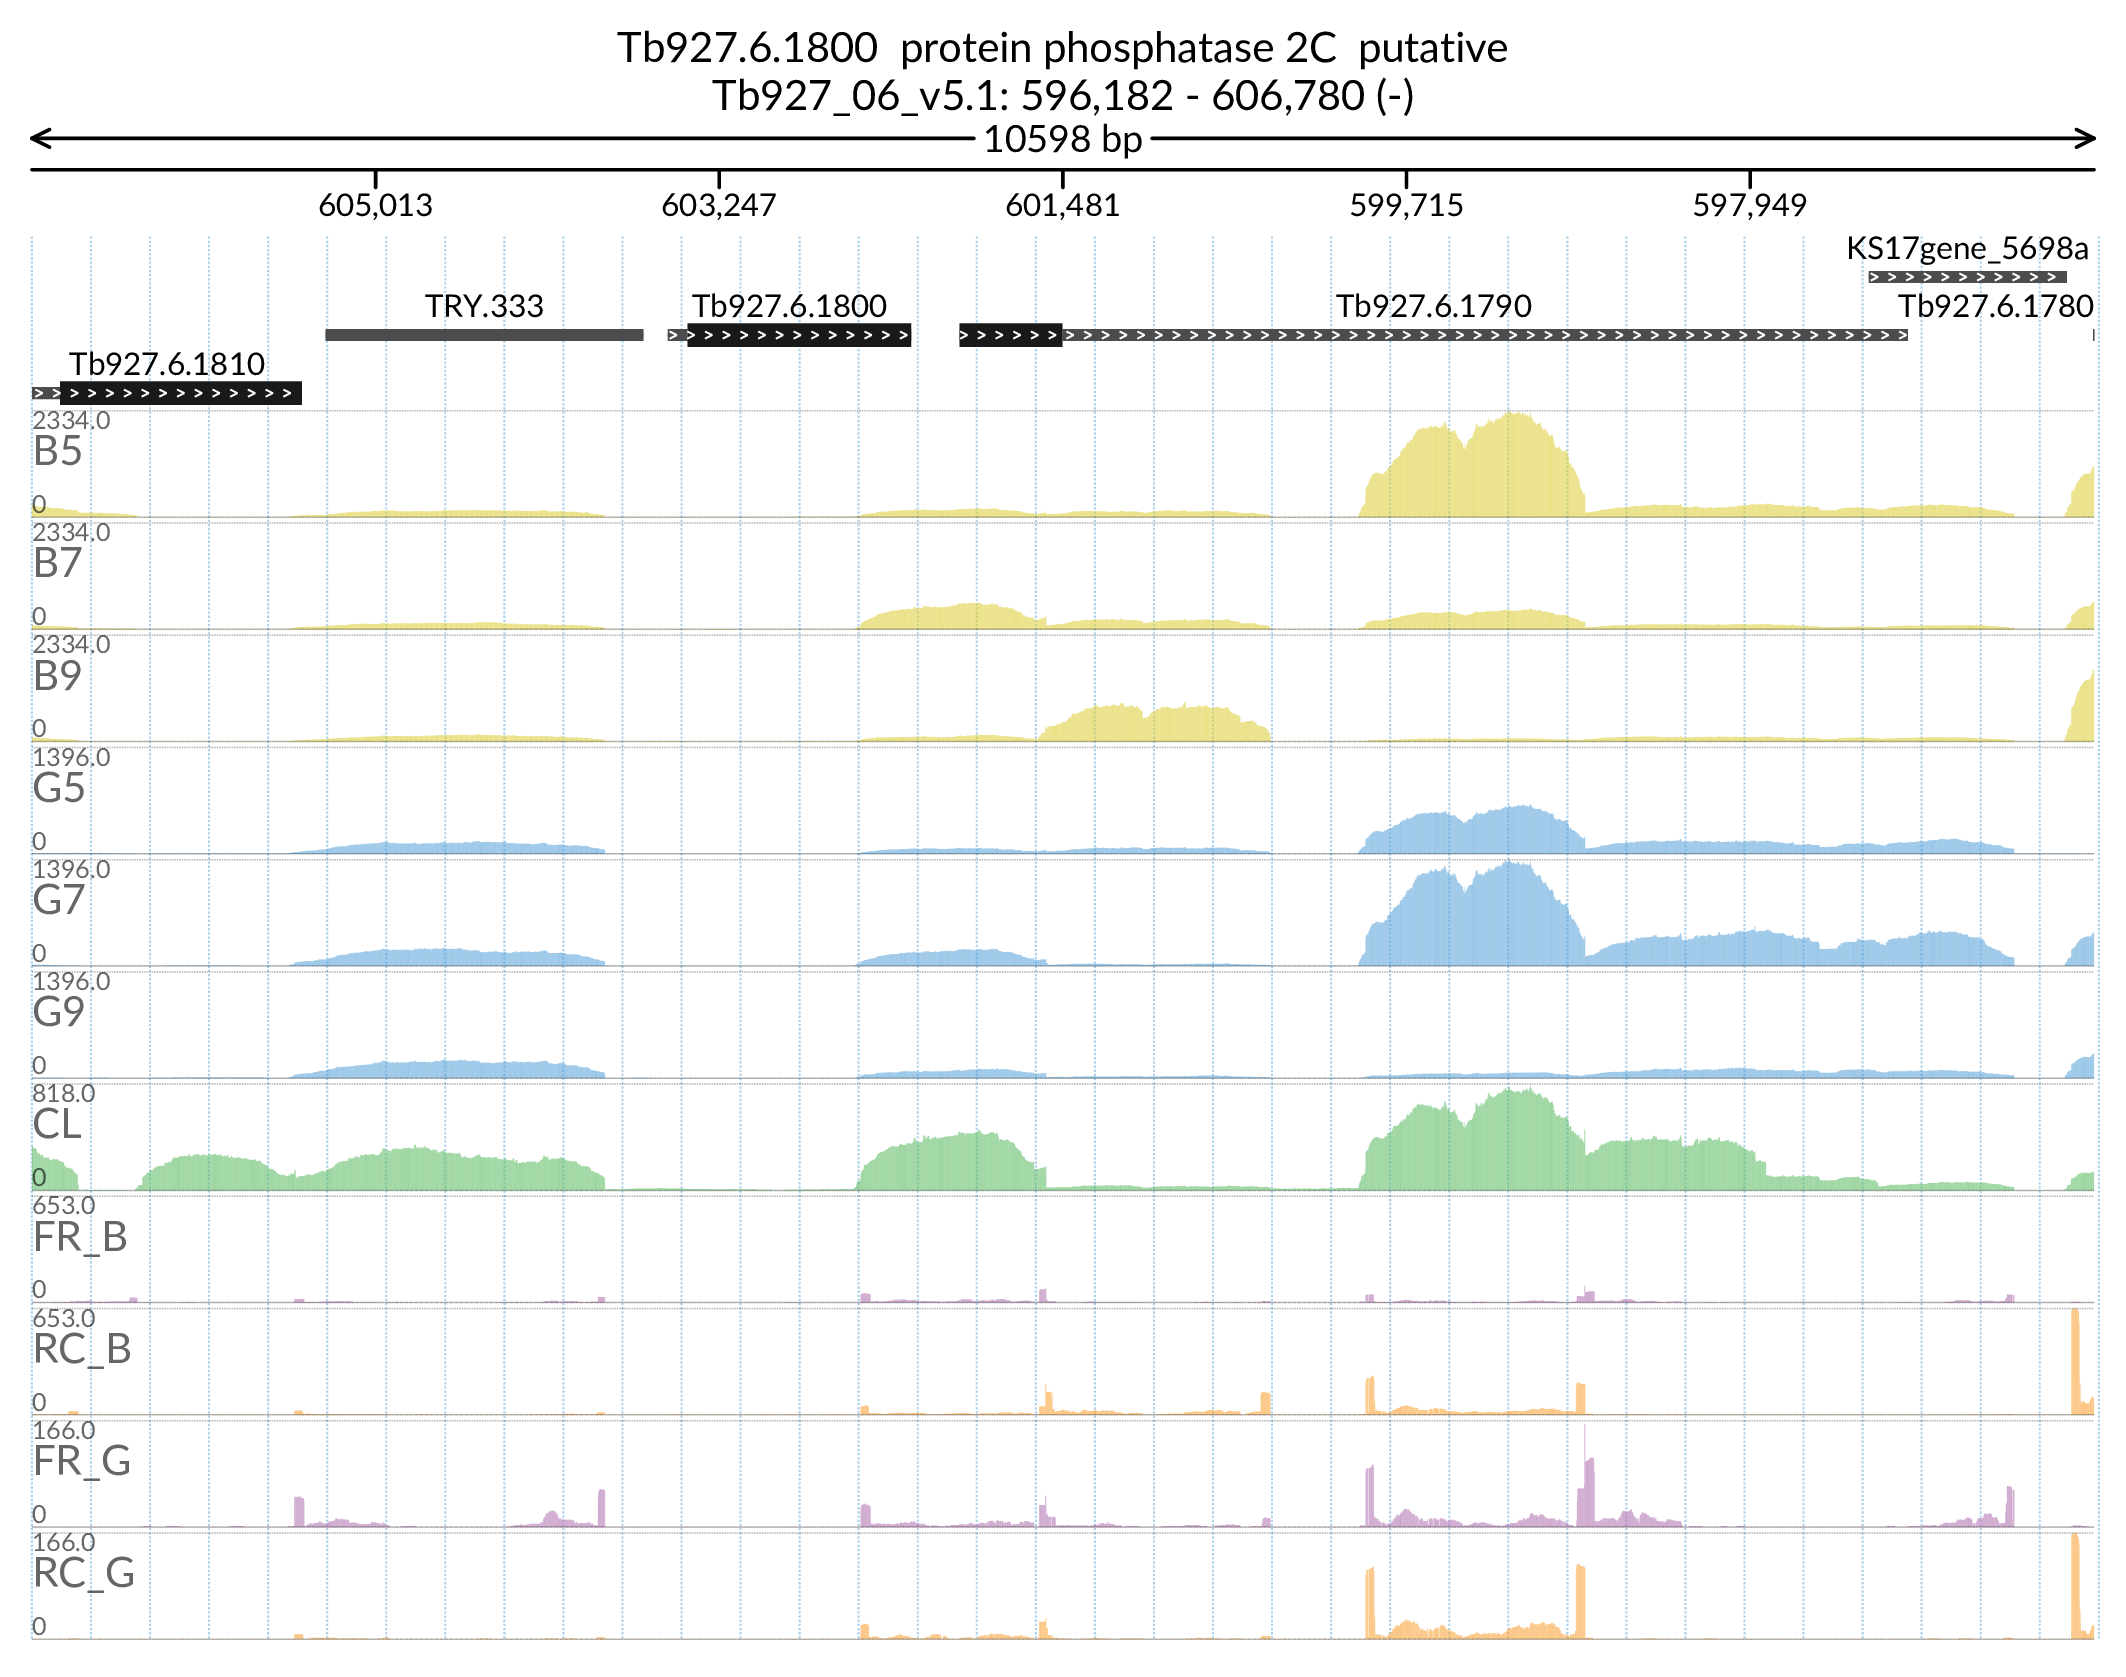 Tb927.6.1800 protein phosphatase 2C putative
Tb927_06_v5.1: 596,182 - 606,780 (-)
10598 bp
605,013 603,247 601,481 599,715 597,949
KS17gene_5698a
TRY.333 Tb927.6.1800 Tb927.6.1790 Tb927.6.1780
Tb927.6.1810
2334.0
B5
0
2334.0
B7
0
2334.0
B9
0
1396.0
G5
0
1396.0
G7
0
1396.0
G9
0
818.0
CL
0
653.0
FR_B
0
653.0
RC_B
0
166.0
FR_G
0
166.0
RC_G
0